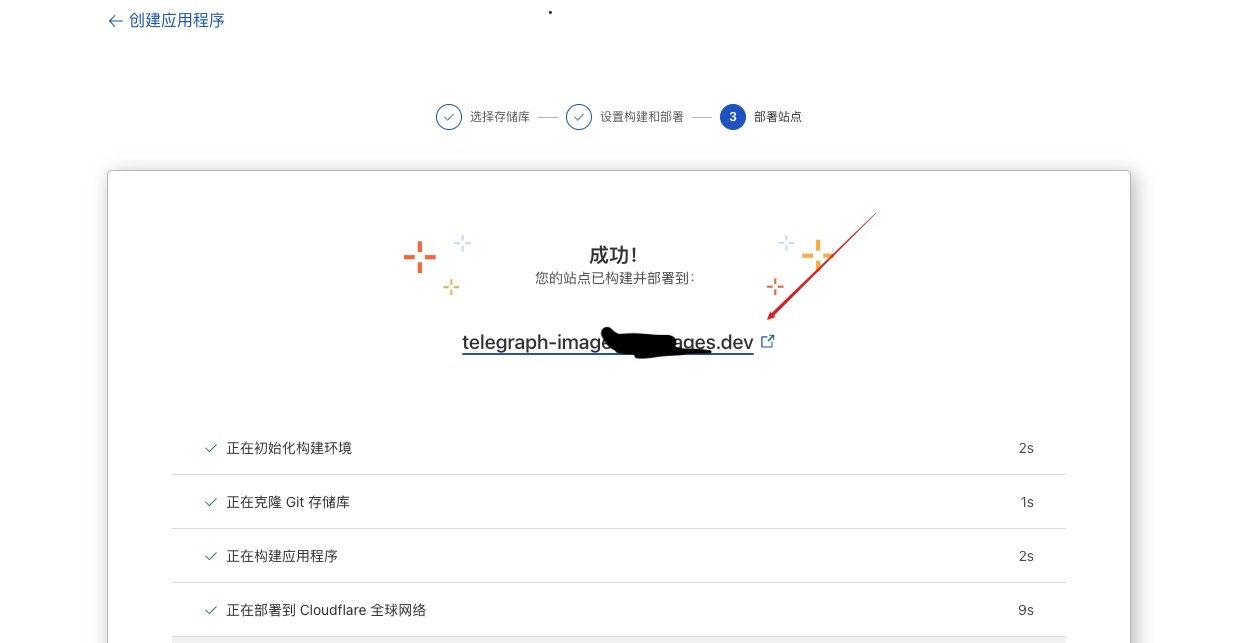 创建应用程序
选择存储库
设置构建和部署
3 部署站点
成功！
您的站点已构建并部署到：
telegraph-image ages.dev
正在初始化构建环境 2s
正在克隆 Git 存储库 1s
正在构建应用程序 2s
正在部署到 Cloudflare 全球网络 9s